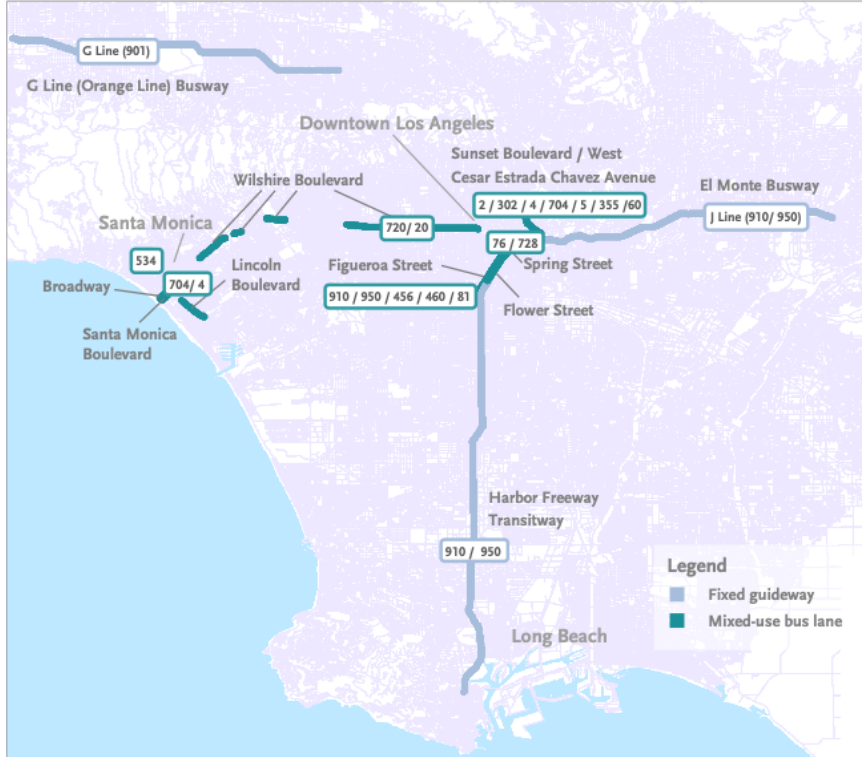 G Line (901)
G Line (Orange Line) Busway
Downtown Los Angeles
Sunset Boulevard / West
Cesar Estrada Chavez Avenue
2 / 302 / 4 / 704 / 5 / 355 /60
El Monte Busway
J Line (910/ 950)
Wilshire Boulevard
720/ 20
76 / 728
Santa Monica
534
704/ 4
Lincoln
Boulevard
Broadway
Santa Monica
Boulevard
Figueroa Street
Spring Street
910 / 950 / 456 / 460 / 81
Flower Street
Harbor Freeway
Transitway
910 /  950
Long Beach
Legend
Fixed guideway
Mixed-use bus lane